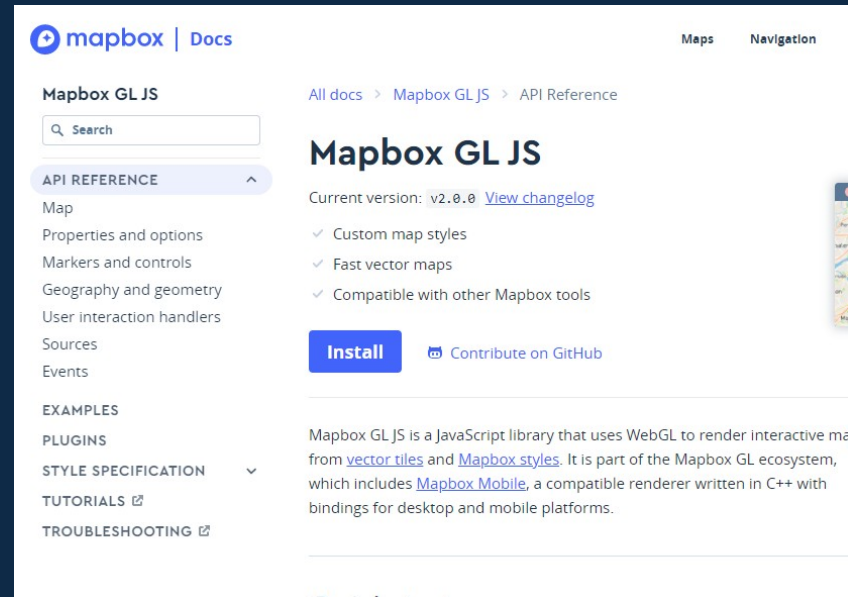 mapbox | Docs
Maps Navigation
Mapbox GL JS
Search
API REFERENCE
Map
Properties and options
Markers and controls
Geography and geometry
User interaction handlers
Sources
Events
EXAMPLES
PLUGINS
STYLE SPECIFICATION
TUTORIALS
TROUBLESHOOTING
All docs > Mapbox GL JS > API Reference
Mapbox GL JS
Current version: v2.0.0 View changelog
Custom map styles
Fast vector maps
Compatible with other Mapbox tools
Install Contribute on GitHub
Mapbox GL JS is a JavaScript library that uses WebGL to render interactive ma
from vector tiles and Mapbox styles. It is part of the Mapbox GL ecosystem,
which includes Mapbox Mobile, a compatible renderer written in C++ with
bindings for desktop and mobile platforms.